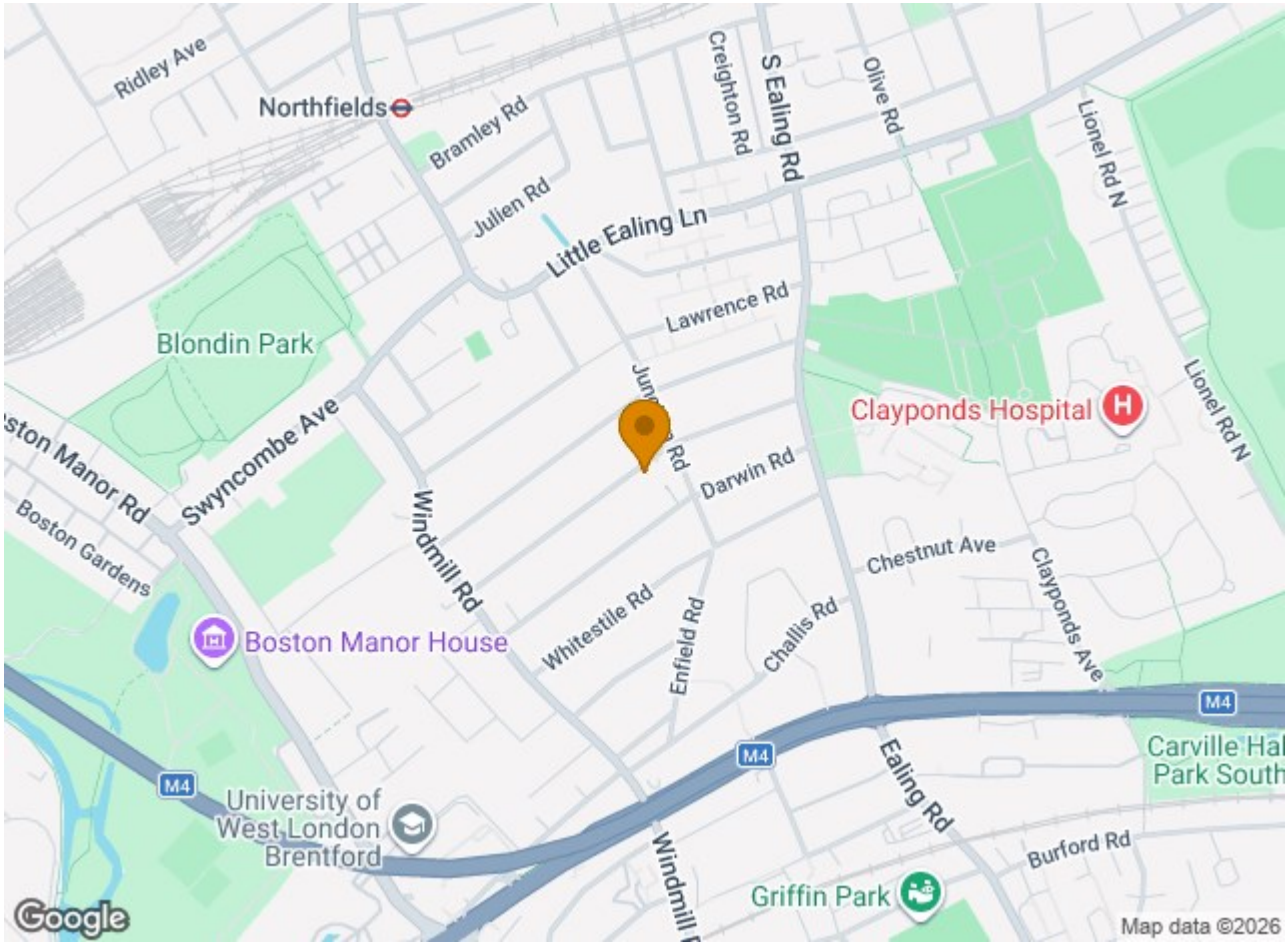 Ridley Ave
Northfields
Bramley Rd
Creighton Rd
S Ealing Rd
Olive Rd
Lionel Rd N
Julien Rd
Little Ealing Ln
Lawrence Rd
Blondin Park
Clayponds Hospital
H
Lionel Rd N
Swyncombe Ave
Manor Rd
Boston Gardens
Darwin Rd
Windmill Rd
Chestnut Ave
Clayponds Ave
Whitestile Rd
Enfield Rd
Challis Rd
Boston Manor House
M4
M4
M4
Carville
Park South
University of
West London
Brentford
Ealing Rd
Burford Rd
Windmill
Griffin Park
Google
Map data ©2026